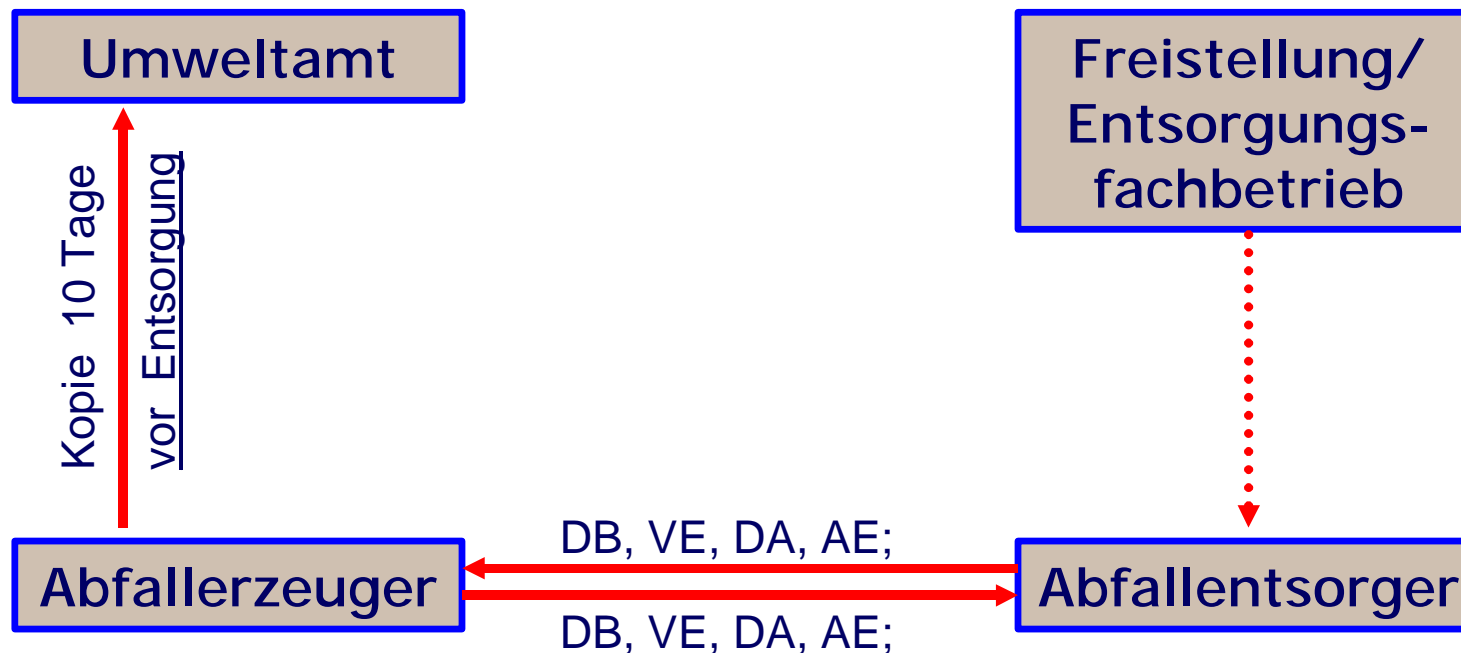 Umweltamt
Freistellung/
Entsorgungs-
fachbetrieb
Kopie 10 Tage
vor Entsorgung
DB, VE, DA, AE;
Abfallerzeuger
Abfallentsorger
DB, VE, DA, AE;